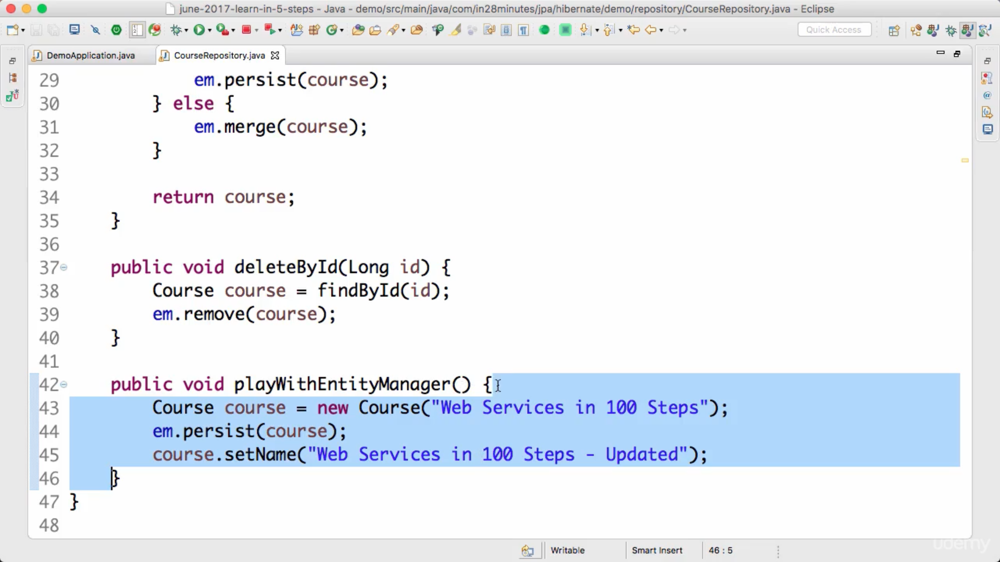 june-2017-learn-in-5-steps - Java - demo/src/main/java/com/in28minutes/jpa/hibernate/demo/repository/CourseRepository.java - Eclipse
Quick Access
DemoApplication.java
CourseRepository.java
29 em.persist(course);
30 } else {
31 em.merge(course);
32 }
33
34 return course;
35 }
36
37 public void deleteById(Long id) {
38 Course course = findById(id);
39 em.remove(course);
40 }
41
42 public void playWithEntityManager() {
43 Course course = new Course("Web Services in 100 Steps");
44 em.persist(course);
45 course.setName("Web Services in 100 Steps - Updated");
46 }
47 }
48
Writable
Smart Insert
46 : 5
udemy